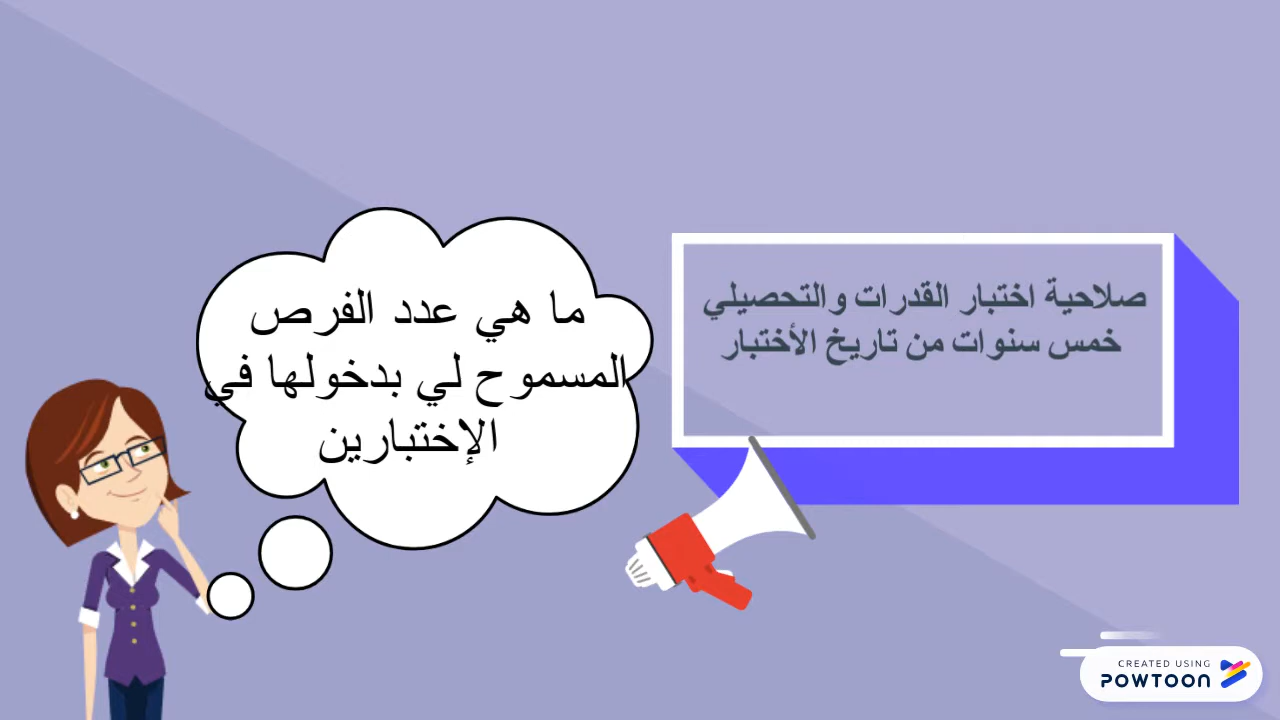 ما هي عدد الفرص
المسموح لي بدخولها في
الإختبارين
صلاحية اختبار القدرات والتحصيلي
خمس سنوات من تاريخ الأختبار
CREATED USING
POWTOON